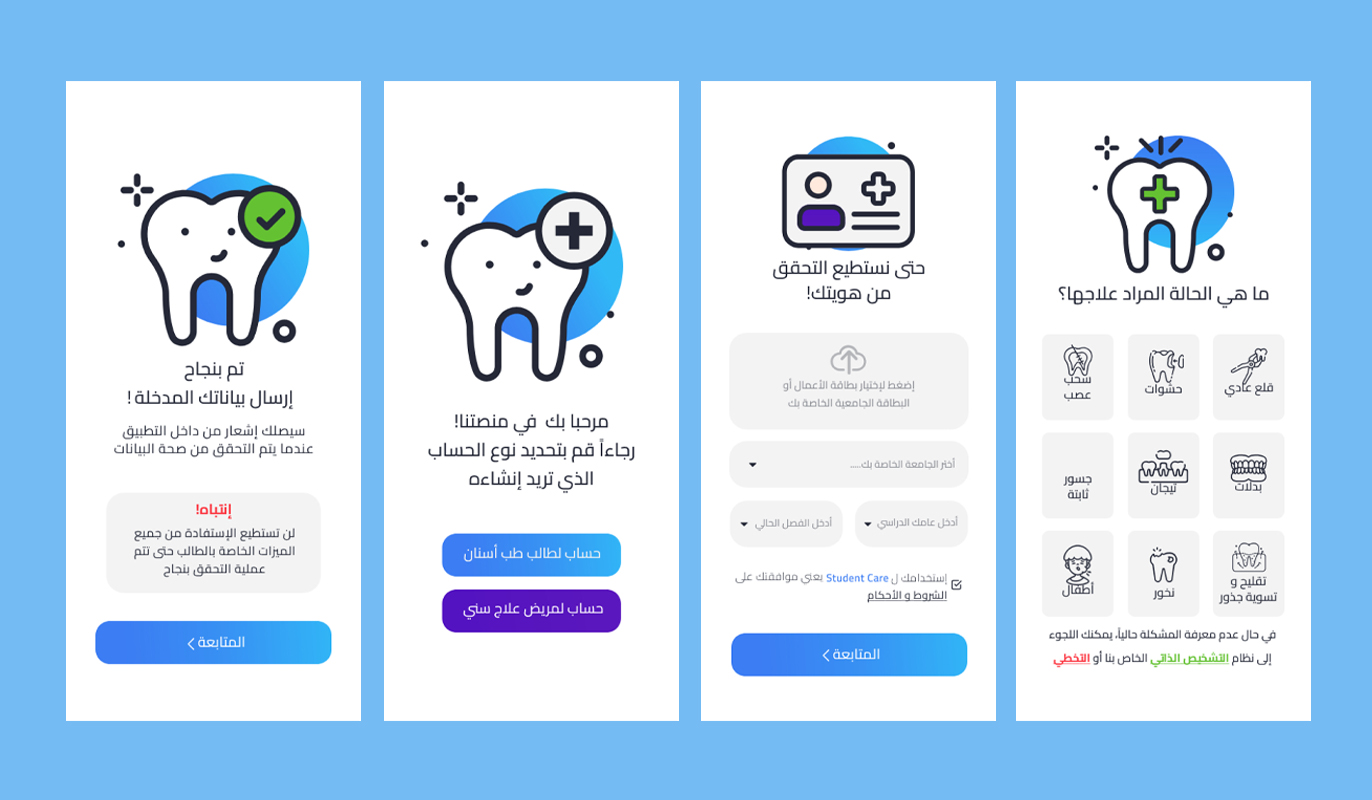 تم بنجاح
إرسال بياناتك المدخلة !
سيصلك إشعار من داخل التطبيق
عندما يتم التحقق من صحة البيانات
إنتباه!
لن تستطيع الإستفادة من جميع
الميزات الخاصة بالطالب حتى تتم
عملية التحقق بنجاح
المتابعة
مرحبا بك في منصتنا!
رجاءاً قم بتحديد نوع الحساب
الذي تريد إنشاءه
حساب لطالب طب أسنان
حساب لمريض علاج سني
حتى نستطيع التحقق
من هويتك!
إضغط لإختيار بطاقة الأعمال أو
البطاقة الجامعية الخاصة بك
أختر الجامعة الخاصة بك.....
أدخل عامك الدراسي
أدخل الفصل الحالي
إستخدامك ل Student Care يعني موافقتك على
الشروط و الأحكام
المتابعة
ما هي الحالة المراد علاجها؟
قلع عادي
حشوات
سحب
عصب
بدلات
تيجان
جسور
ثابتة
تقليح و
تسوية جذور
نخور
أطفال
في حال عدم معرفة المشكلة حالياً، يمكنك اللجوء
إلى نظام التشخيص الذاتي الخاص بنا أو التخطي